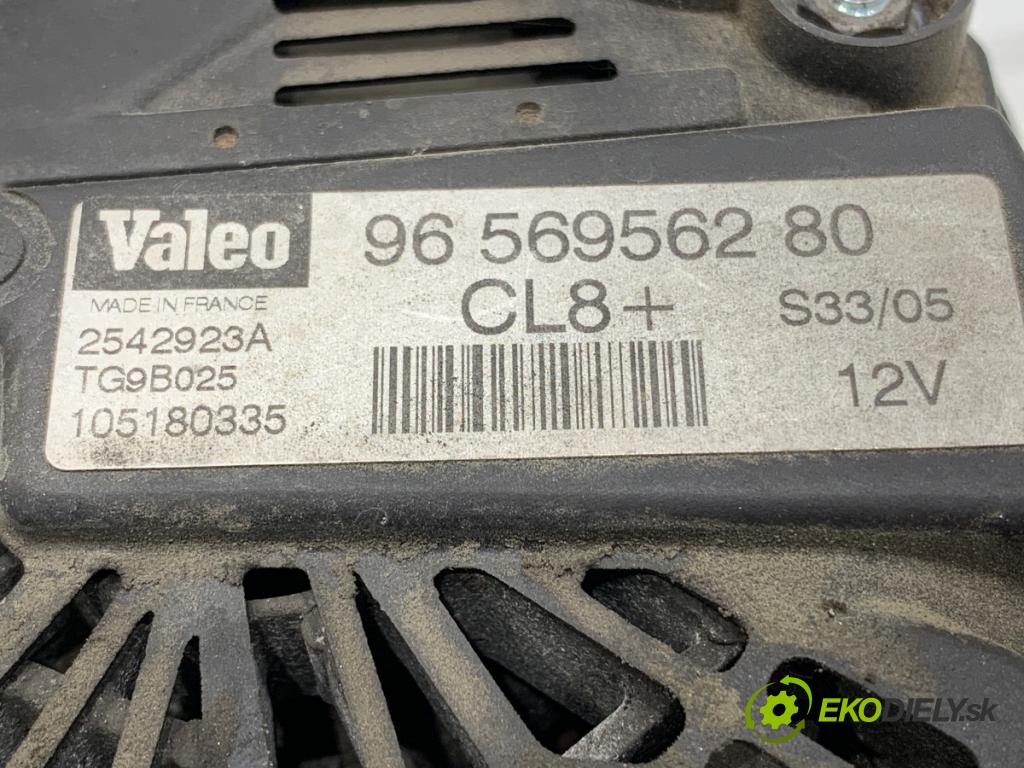 Valeo
96 569562 80
MADE IN FRANCE
CL8+
S33/05
2542923A
TG9B025
12V
105180335
EKODIELY.sk